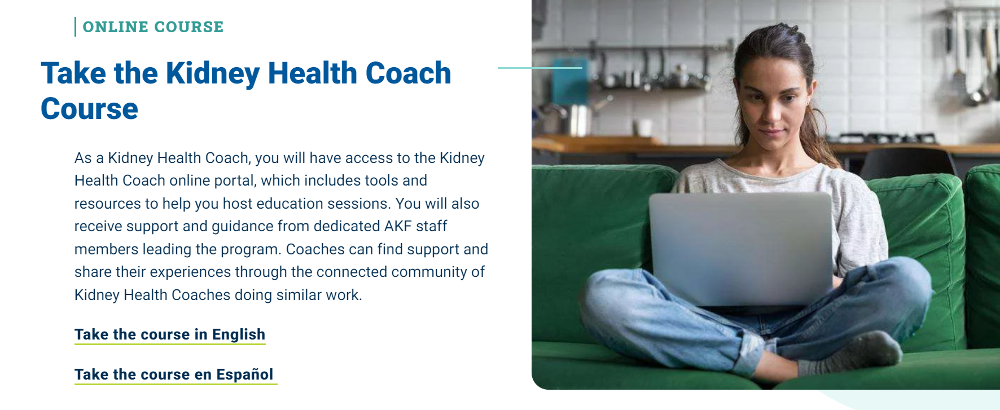 ONLINE COURSE
Take the Kidney Health Coach
Course
As a Kidney Health Coach, you will have access to the Kidney
Health Coach online portal, which includes tools and
resources to help you host education sessions. You will also
receive support and guidance from dedicated AKF staff
members leading the program. Coaches can find support and
share their experiences through the connected community of
Kidney Health Coaches doing similar work.
Take the course in English
Take the course en Español